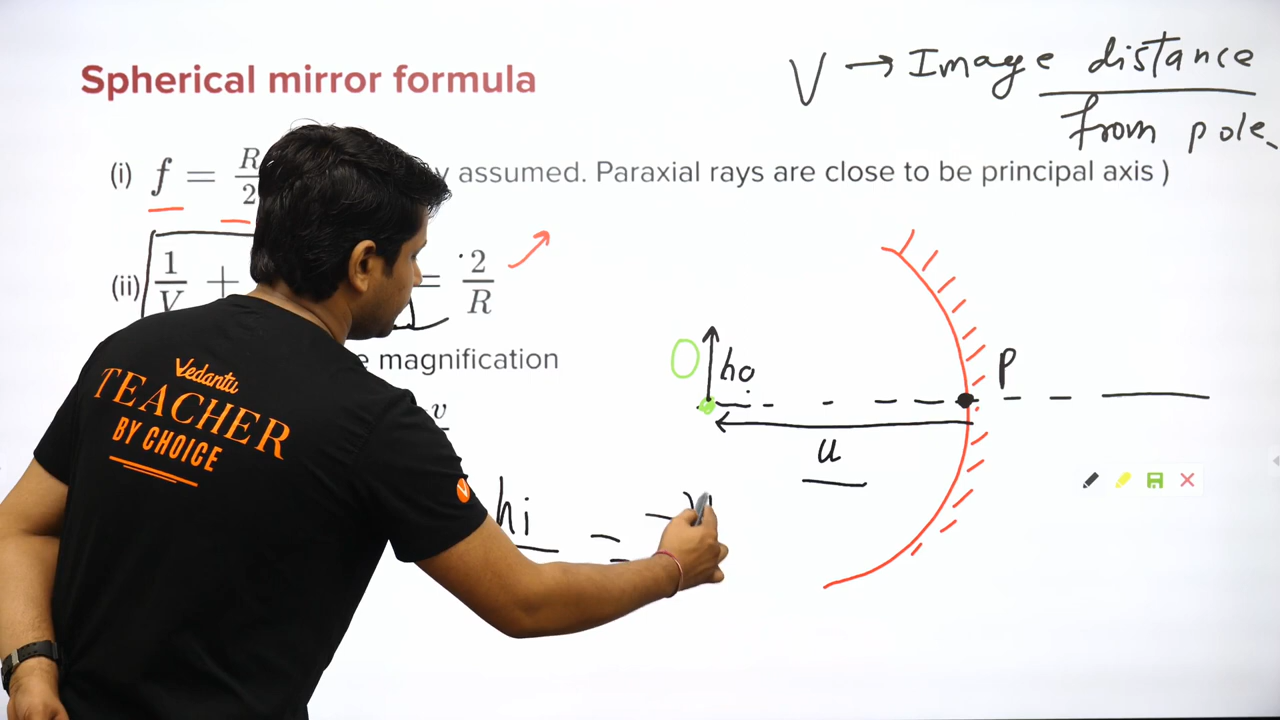 Spherical mirror formula
V → Image distance
from pole
(i) f = R/2 y assumed. Paraxial rays are close to be principal axis )
(ii) 1/V + = 2/R
e magnification
v
O
ho
P
u
hi = -
Vedantu
TEACHER
BY CHOICE
V